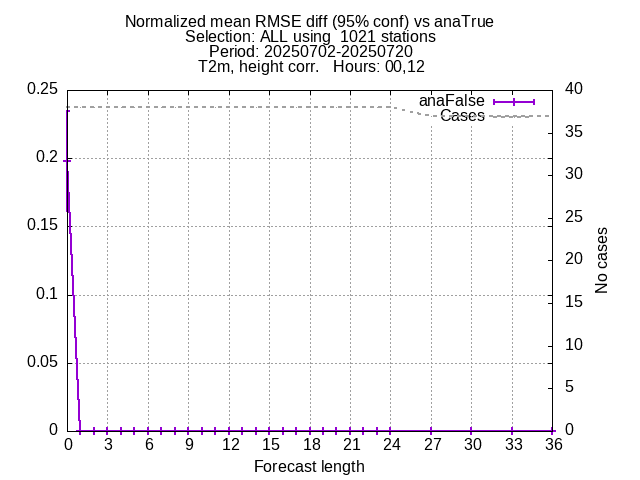 Normalized mean RMSE diff (95% conf) vs anaTrue
Selection: ALL using  1021 stations
Period: 20250702-20250720
T2m, height corr.   Hours: 00,12
0.25
0.2
0.15
0.1
0.05
0
40
35
30
25
20
15
10
5
0
anaFalse
Cases
No cases
0 3 6 9 12 15 18 21 24 27 30 33 36
Forecast length